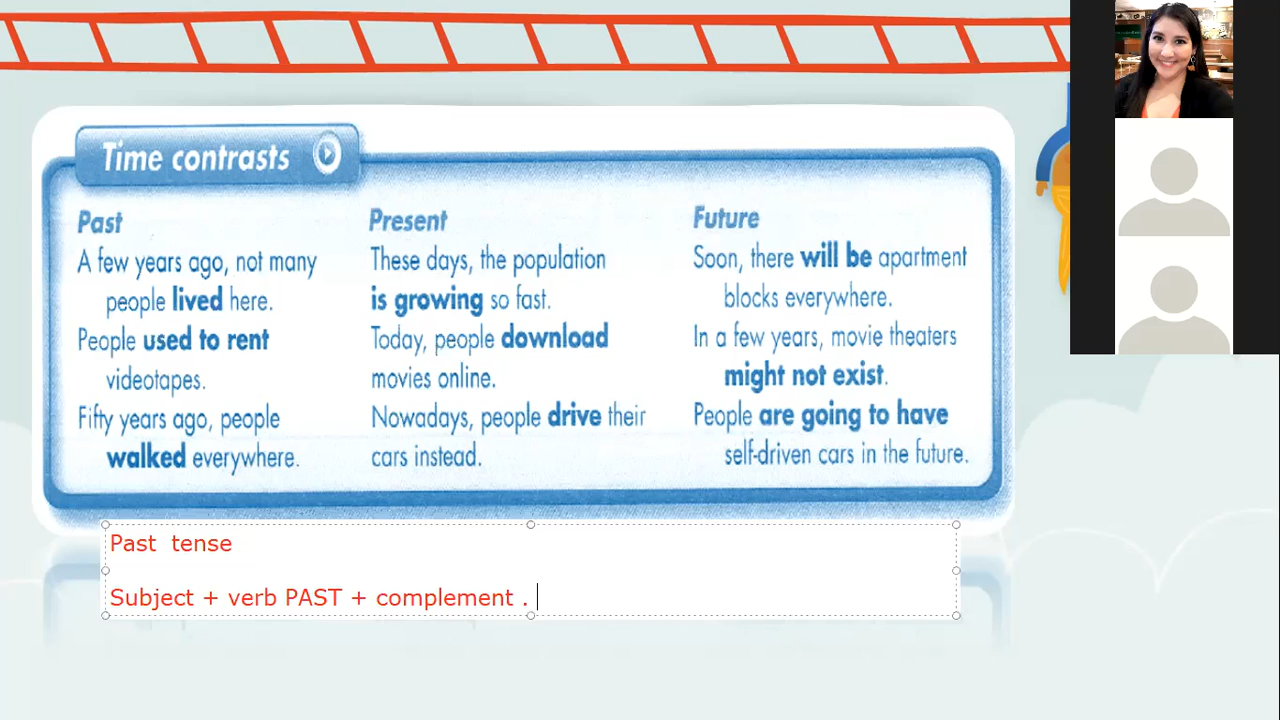 Time contrasts
Past
A few years ago, not many
people lived here.
People used to rent
videotapes.
Fifty years ago, people
walked everywhere.
Present
These days, the population
is growing so fast.
Today, people download
movies online.
Nowadays, people drive their
cars instead.
Future
Soon, there will be apartment
blocks everywhere.
In a few years, movie theaters
might not exist.
People are going to have
self-driven cars in the future.
Past  tense
Subject + verb PAST + complement .